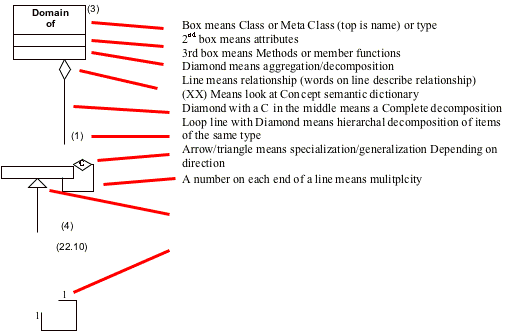 Domain
of
(3)
Box means Class or Meta Class (top is name) or type
2nd box means attributes
3rd box means Methods or member functions
Diamond means aggregation/decomposition
Line means relationship (words on line describe relationship)
(XX) Means look at Concept semantic dictionary
Diamond with a C in the middle means a Complete decomposition
Loop line with Diamond means hierarchal decomposition of items
of the same type
(1)
Arrow/triangle means specialization/generalization Depending on
direction
C
A number on each end of a line means mulitplcity
(4)
(22.10)
1
1